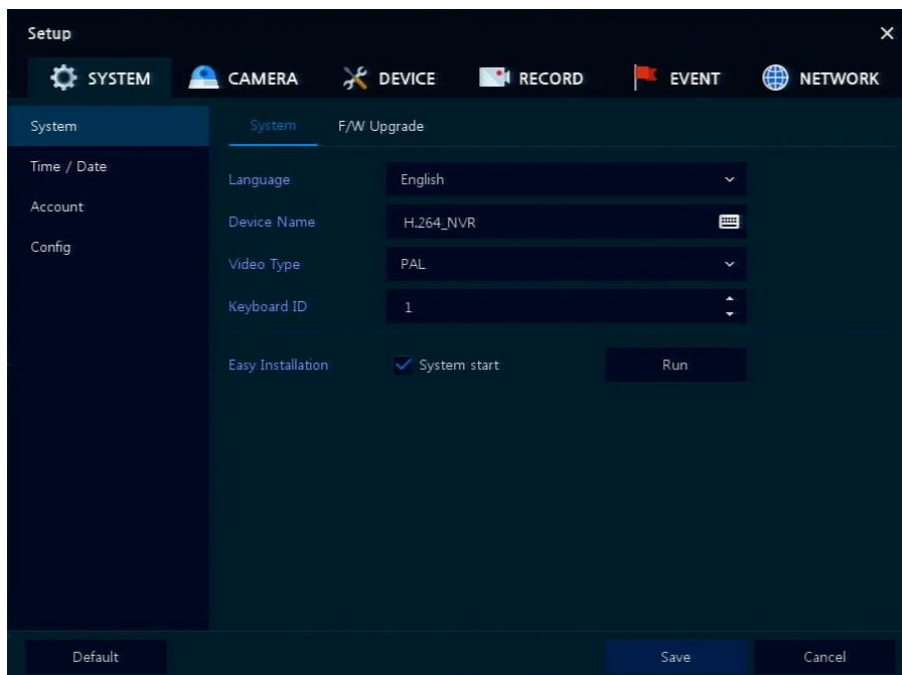 Setup
SYSTEM CAMERA DEVICE RECORD EVENT NETWORK
System
Time / Date
Account
Config
System F/W Upgrade
Language English
Device Name H.264_NVR
Video Type PAL
Keyboard ID 1
Easy Installation System start Run
Default Save Cancel